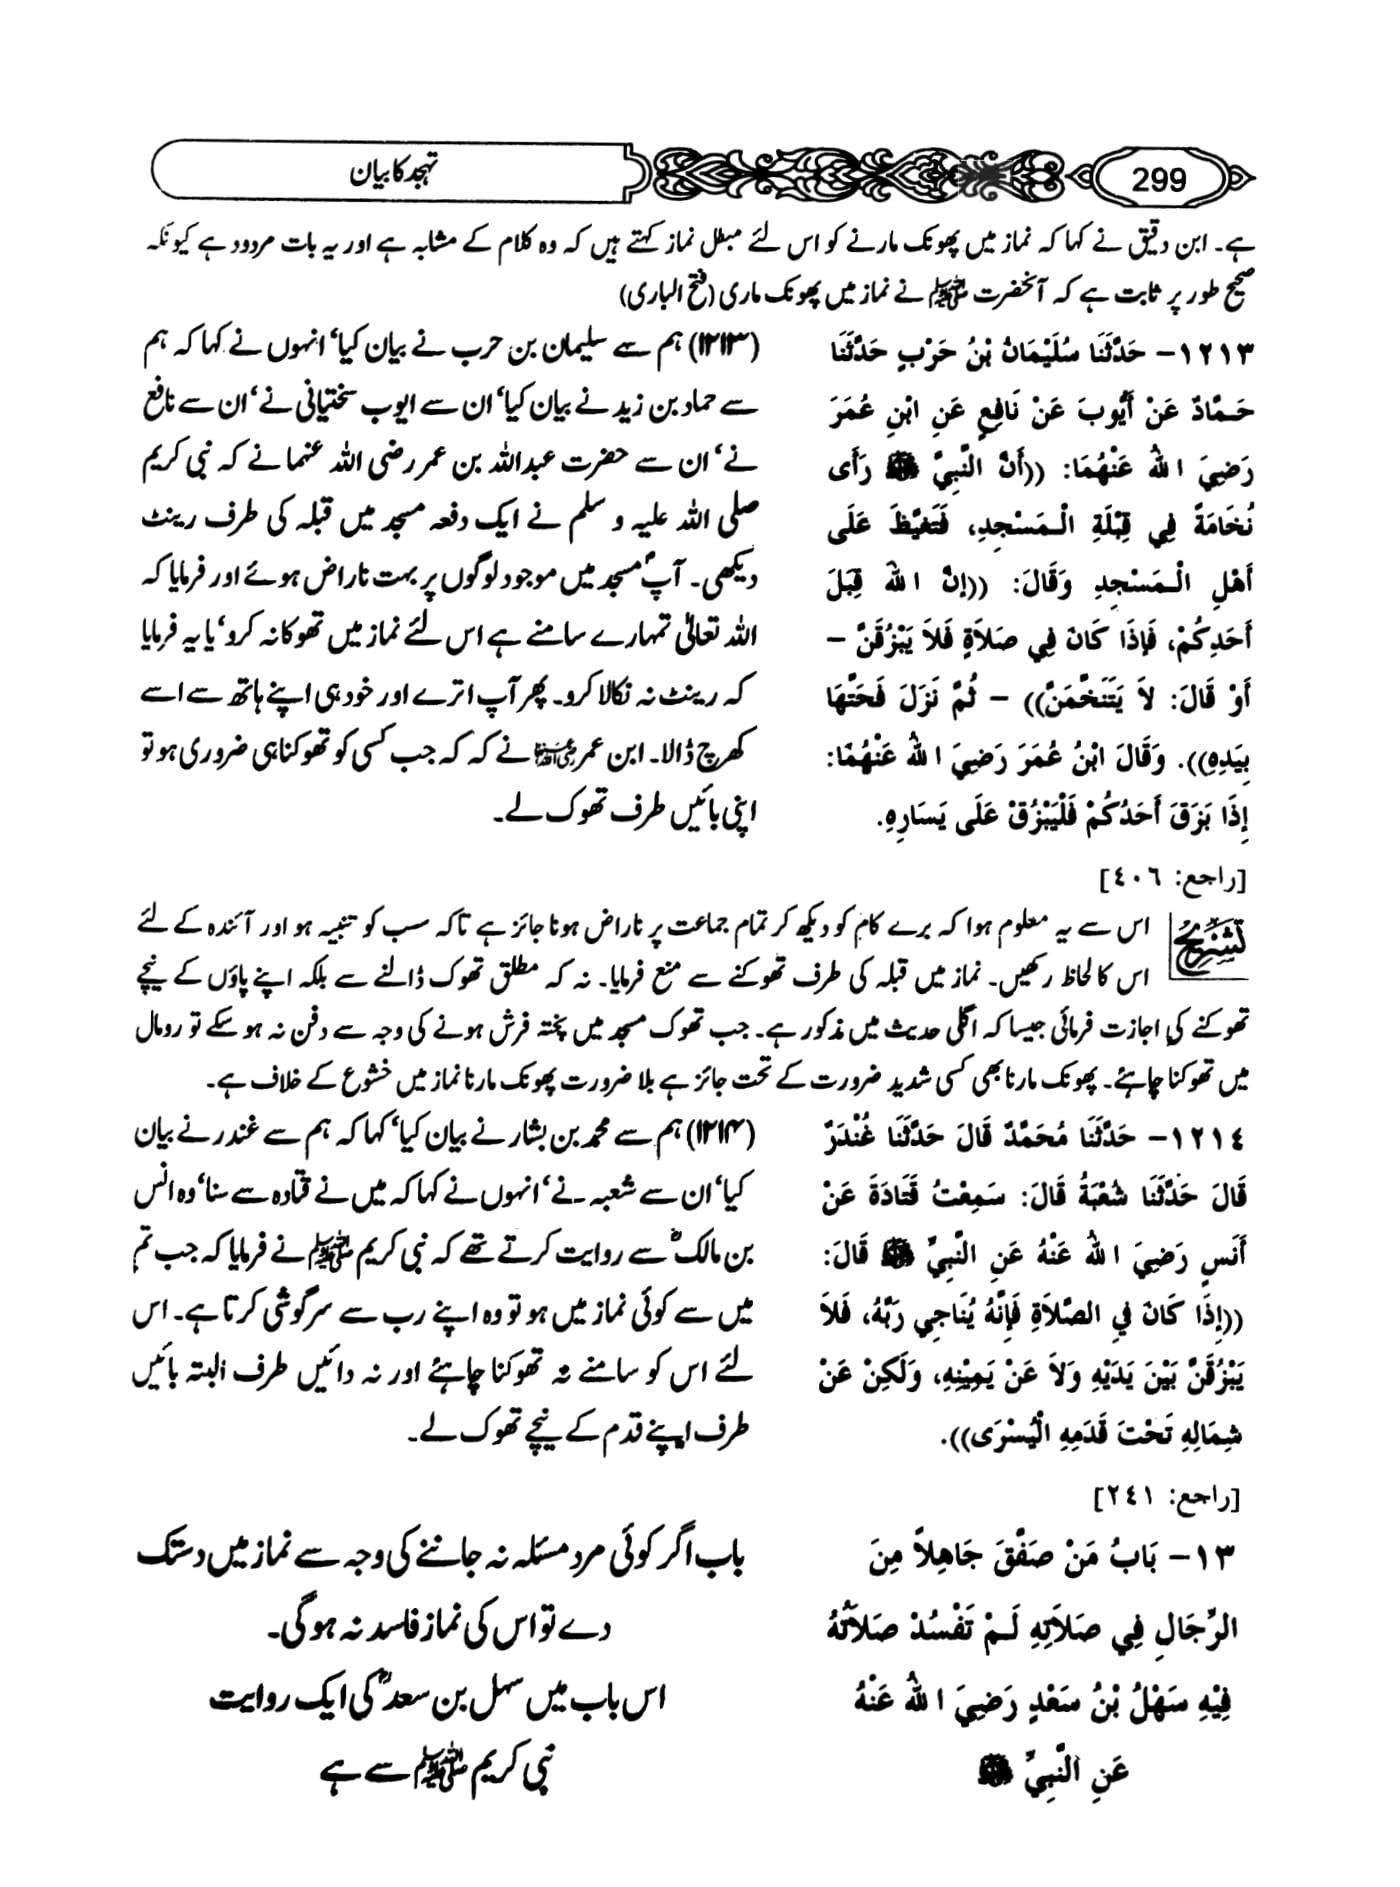 299
تہجد کا بیان
ہے۔ ابن دقیق نے کہا کہ نماز میں پھونک مارنے کو اس لئے مبطل نماز کہتے ہیں کہ وہ کلام کے مشابہ ہے اور یہ بات مردود ہے کیونکہ
صحیح طور پر ثابت ہے کہ آنحضرت ﷺ نے نماز میں پھونک ماری (فتح الباری)
١٢١٣- حَدَّثَنَا سُلَيْمَانُ بْنُ حَرْبٍ حَدَّثَنَا
حَمَّادٌ عَنْ أَيُّوبَ عَنْ نَافِعٍ عَنِ ابْنِ عُمَرَ
رَضِيَ اللهُ عَنْهُمَا: ((أَنَّ النَّبِيَّ ﷺ رَأَى
نُخَامَةً فِي قِبْلَةِ الْمَسْجِدِ، فَتَغَيَّظَ عَلَى
أَهْلِ الْمَسْجِدِ وَقَالَ: ((إِنَّ اللهَ قِبَلَ
أَحَدِكُمْ، فَإِذَا كَانَ فِي صَلاَةٍ فَلاَ يَبْزُقَنَّ -
أَوْ قَالَ: لاَ يَتَنَخَّمَنَّ)) - ثُمَّ نَزَلَ فَحَتَّهَا
بِيَدِهِ)). وَقَالَ ابْنُ عُمَرَ رَضِيَ اللهُ عَنْهُمَا:
إِذَا بَزَقَ أَحَدُكُمْ فَلْيَبْزُقْ عَلَى يَسَارِهِ.
[راجع: ٤٠٦]
(۱۲۱۳) ہم سے سلیمان بن حرب نے بیان کیا‘ انہوں نے کہا کہ ہم
سے حماد بن زید نے بیان کیا‘ ان سے ایوب سختیانی نے‘ ان سے نافع
نے‘ ان سے حضرت عبداللہ بن عمر رضی اللہ عنہما نے کہ نبی کریم
صلی اللہ علیہ و سلم نے ایک دفعہ مسجد میں قبلہ کی طرف رینٹ
دیکھی۔ آپؐ مسجد میں موجود لوگوں پر بہت ناراض ہوئے اور فرمایا کہ
اللہ تعالیٰ تمہارے سامنے ہے اس لئے نماز میں تھوکا نہ کرو‘ یا یہ فرمایا
کہ رینٹ نہ نکالا کرو۔ پھر آپ اترے اور خود ہی اپنے ہاتھ سے اسے
کھرچ ڈالا۔ ابن عمر رضی اللہ عنہما نے کہ کہ جب کسی کو تھوکنا ہی ضروری ہو تو
اپنی بائیں طرف تھوک لے۔
تشریح
اس سے یہ معلوم ہوا کہ برے کام کو دیکھ کر تمام جماعت پر ناراض ہونا جائز ہے تاکہ سب کو تنبیہ ہو اور آئندہ کے لئے
اس کا لحاظ رکھیں۔ نماز میں قبلہ کی طرف تھوکنے سے منع فرمایا۔ نہ کہ مطلق تھوک ڈالنے سے بلکہ اپنے پاؤں کے نیچے
تھوکنے کی اجازت فرمائی جیسا کہ اگلی حدیث میں مذکور ہے۔ جب تھوک مسجد میں پختہ فرش ہونے کی وجہ سے دفن نہ ہو سکے تو رومال
میں تھوکنا چاہئے۔ پھونک مارنا بھی کسی شدید ضرورت کے تحت جائز ہے بلا ضرورت پھونک مارنا نماز میں خشوع کے خلاف ہے۔
١٢١٤- حَدَّثَنَا مُحَمَّدٌ قَالَ حَدَّثَنَا غُنْدَرٌ
قَالَ حَدَّثَنَا شُعْبَةُ قَالَ: سَمِعْتُ قَتَادَةَ عَنْ
أَنَسٍ رَضِيَ اللهُ عَنْهُ عَنِ النَّبِيِّ ﷺ قَالَ:
((إِذَا كَانَ فِي الصَّلاَةِ فَإِنَّهُ يُنَاجِي رَبَّهُ، فَلاَ
يَبْزُقَنَّ بَيْنَ يَدَيْهِ وَلاَ عَنْ يَمِيْنِهِ، وَلَكِنْ عَنْ
شِمَالِهِ تَحْتَ قَدَمِهِ الْيُسْرَى)).
[راجع: ٢٤١]
(۱۲۱۴) ہم سے محمد بن بشار نے بیان کیا‘ کہا کہ ہم سے غندر نے بیان
کیا‘ ان سے شعبہ نے‘ انہوں نے کہا کہ میں نے قتادہ سے سنا‘ وہ انس
بن مالکؓ سے روایت کرتے تھے کہ نبی کریم ﷺ نے فرمایا کہ جب تم
میں سے کوئی نماز میں ہو تو وہ اپنے رب سے سرگوشی کرتا ہے۔ اس
لئے اس کو سامنے نہ تھوکنا چاہئے اور نہ دائیں طرف البتہ بائیں
طرف اپنے قدم کے نیچے تھوک لے۔
١٣- بَابُ مَنْ صَفَّقَ جَاهِلاً مِنَ
الرِّجَالِ فِي صَلاَتِهِ لَمْ تَفْسُدْ صَلاَتُهُ
فِيْهِ سَهْلُ بْنُ سَعْدٍ رَضِيَ اللهُ عَنْهُ
عَنِ النَّبِيِّ ﷺ
باب اگر کوئی مرد مسئلہ نہ جاننے کی وجہ سے نماز میں دستک
دے تو اس کی نماز فاسد نہ ہوگی۔
اس باب میں سہل بن سعدؓ کی ایک روایت
نبی کریم ﷺ سے ہے